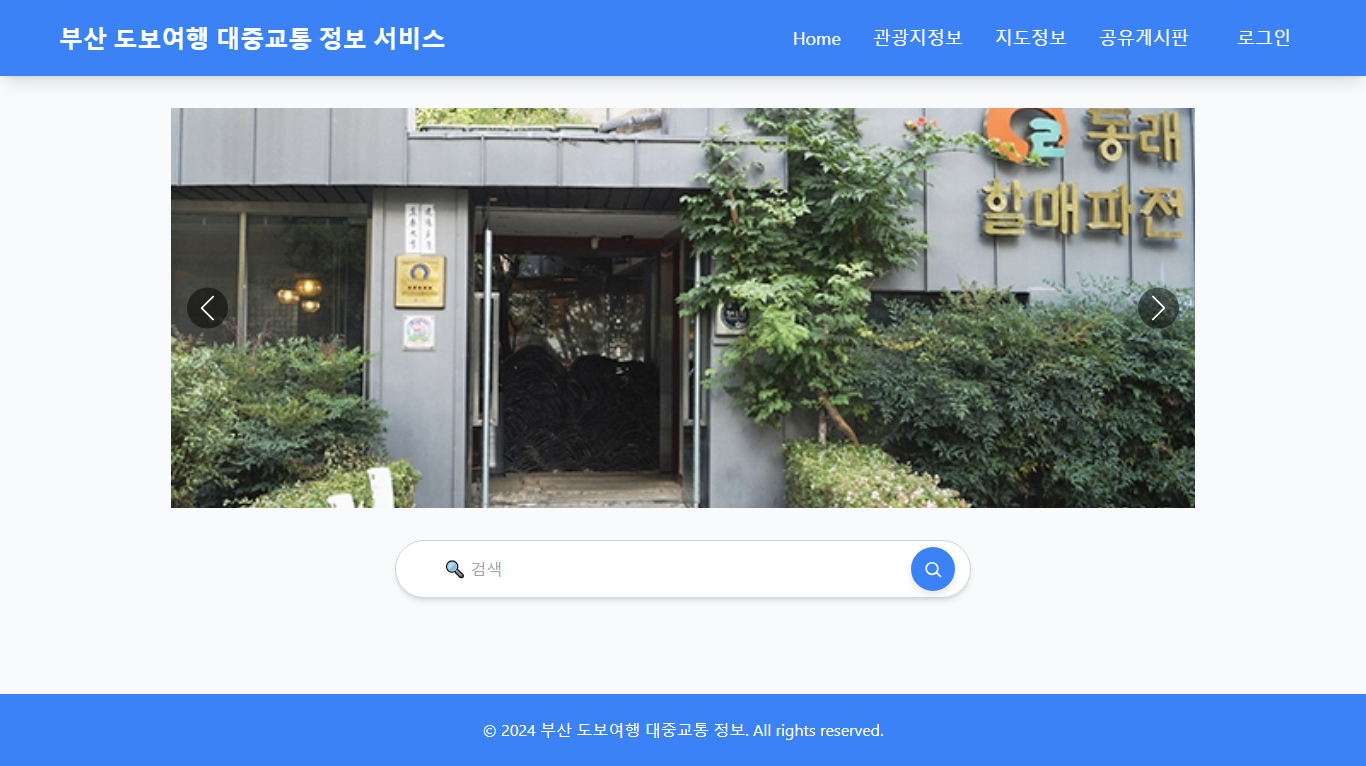 부산 도보여행 대중교통 정보 서비스
Home 관광지정보 지도정보 공유게시판 로그인
동래
할매파전
검색
© 2024 부산 도보여행 대중교통 정보. All rights reserved.